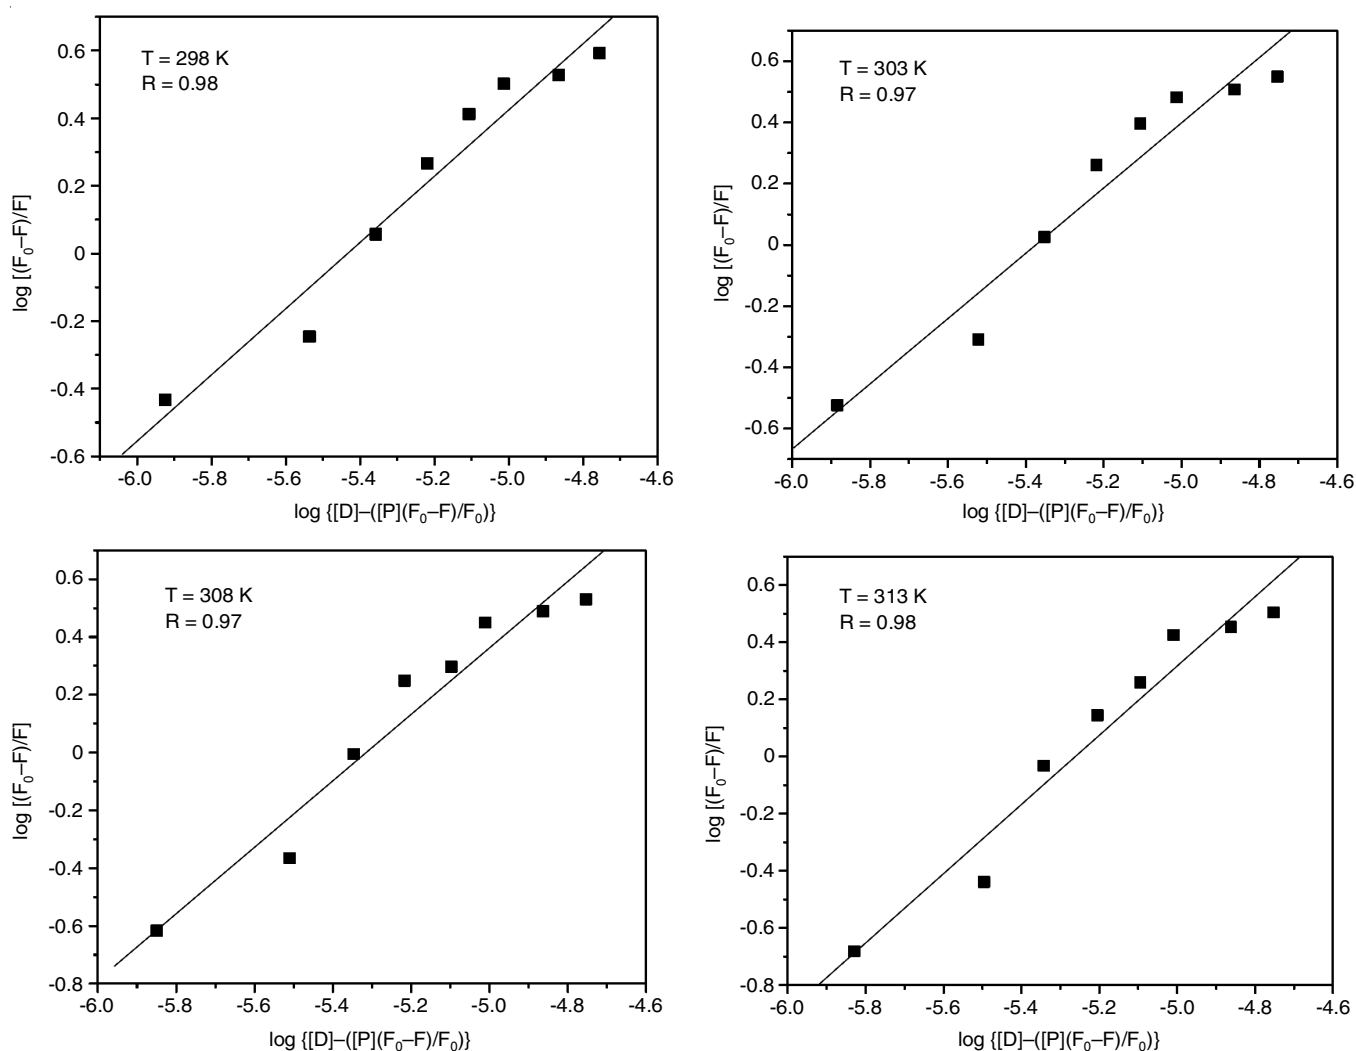 T = 298 K
R = 0.98
log [(F₀–F)/F]
0.6
0.4
0.2
0
-0.2
-0.4
-0.6
-6.0 -5.8 -5.6 -5.4 -5.2 -5.0 -4.8 -4.6
log {[D]–([P](F₀–F)/F₀)}
T = 303 K
R = 0.97
log [(F₀–F)/F]
0.6
0.4
0.2
0
-0.2
-0.4
-0.6
-6.0 -5.8 -5.6 -5.4 -5.2 -5.0 -4.8 -4.6
log {[D]–([P](F₀–F)/F₀)}
T = 308 K
R = 0.97
log [(F₀–F)/F]
0.6
0.4
0.2
0
-0.2
-0.4
-0.6
-0.8
-6.0 -5.8 -5.6 -5.4 -5.2 -5.0 -4.8 -4.6
log {[D]–([P](F₀–F)/F₀)}
T = 313 K
R = 0.98
log [(F₀–F)/F]
0.6
0.4
0.2
0
-0.2
-0.4
-0.6
-0.8
-6.0 -5.8 -5.6 -5.4 -5.2 -5.0 -4.8 -4.6
log {[D]–([P](F₀–F)/F₀)}